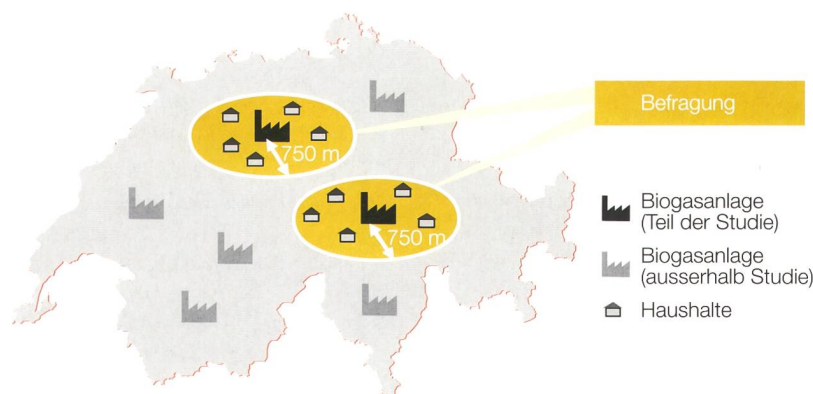 Befragung
750 m
750 m
Biogasanlage
(Teil der Studie)
Biogasanlage
(ausserhalb Studie)
Haushalte